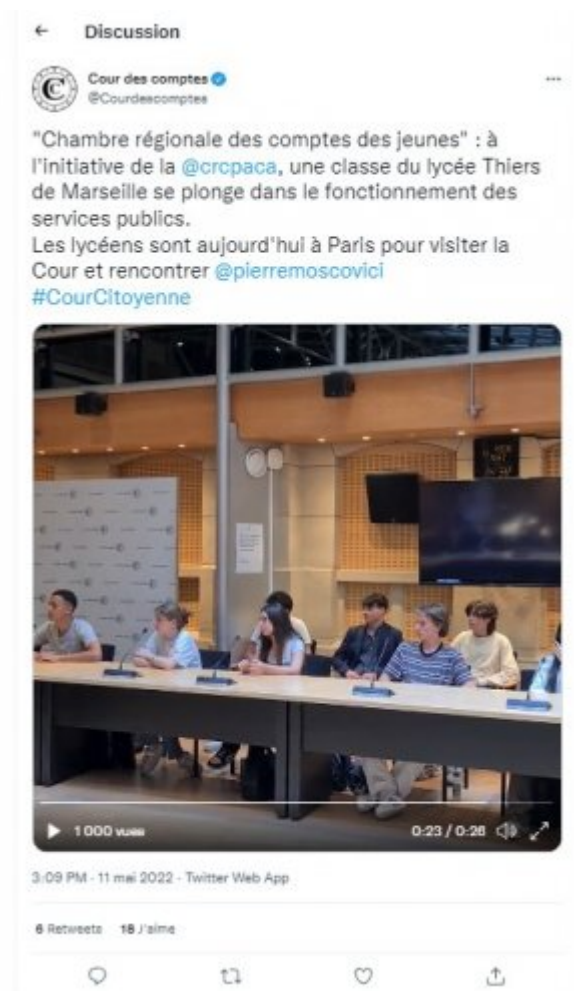 Discussion
Cour des comptes
@Courdescomptes
"Chambre régionale des comptes des jeunes" : à
l'initiative de la @crcpaca, une classe du lycée Thiers
de Marseille se plonge dans le fonctionnement des
services publics.
Les lycéens sont aujourd'hui à Paris pour visiter la
Cour et rencontrer @pierremoscovici
#CourCitoyenne
1 000 vues
0:23 / 0:26
3:09 PM · 11 mai 2022 · Twitter Web App
6 Retweets 18 J'aime